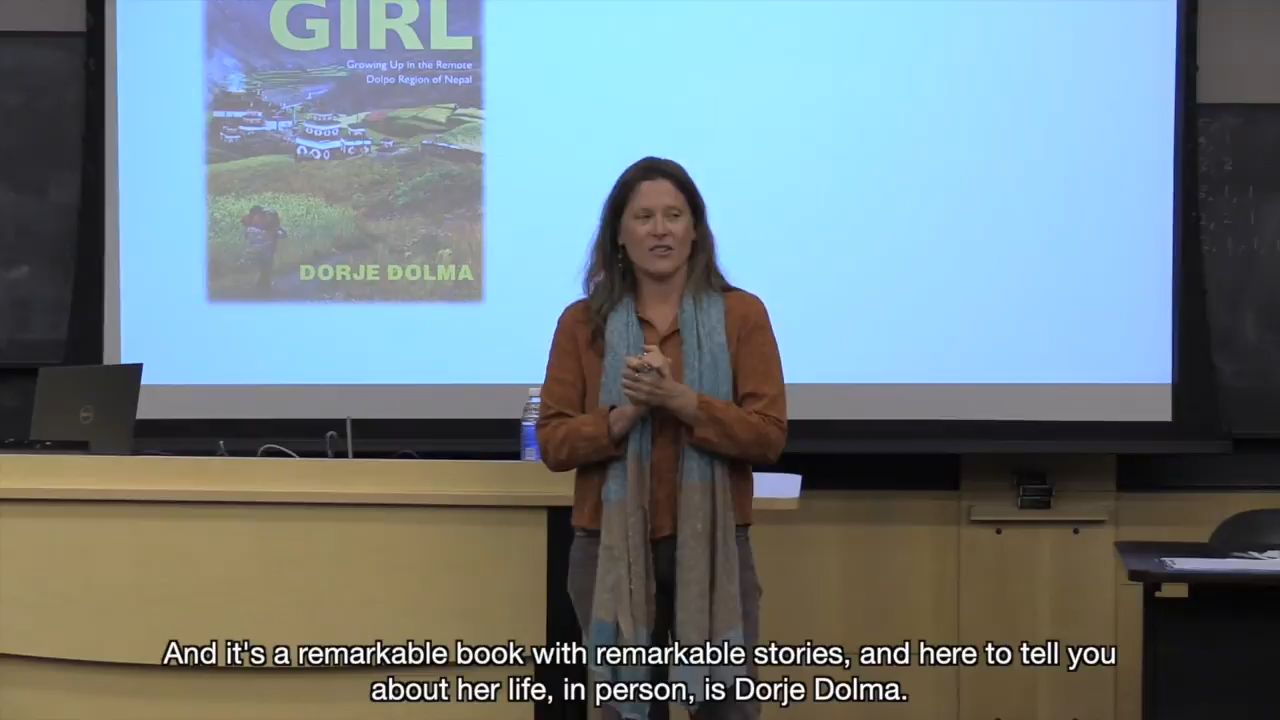 GIRL
Growing Up in the Remote
Dolpo Region of Nepal
DORJE DOLMA
And it's a remarkable book with remarkable stories, and here to tell you
about her life, in person, is Dorje Dolma.